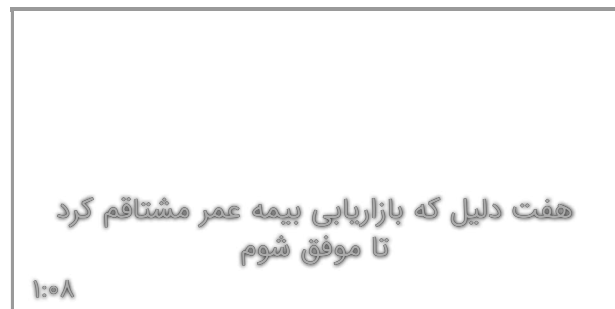 هفت دلیل که بازاریابی بیمه عمر مشتاقم کرد
تا موفق شوم
۱:۰۸